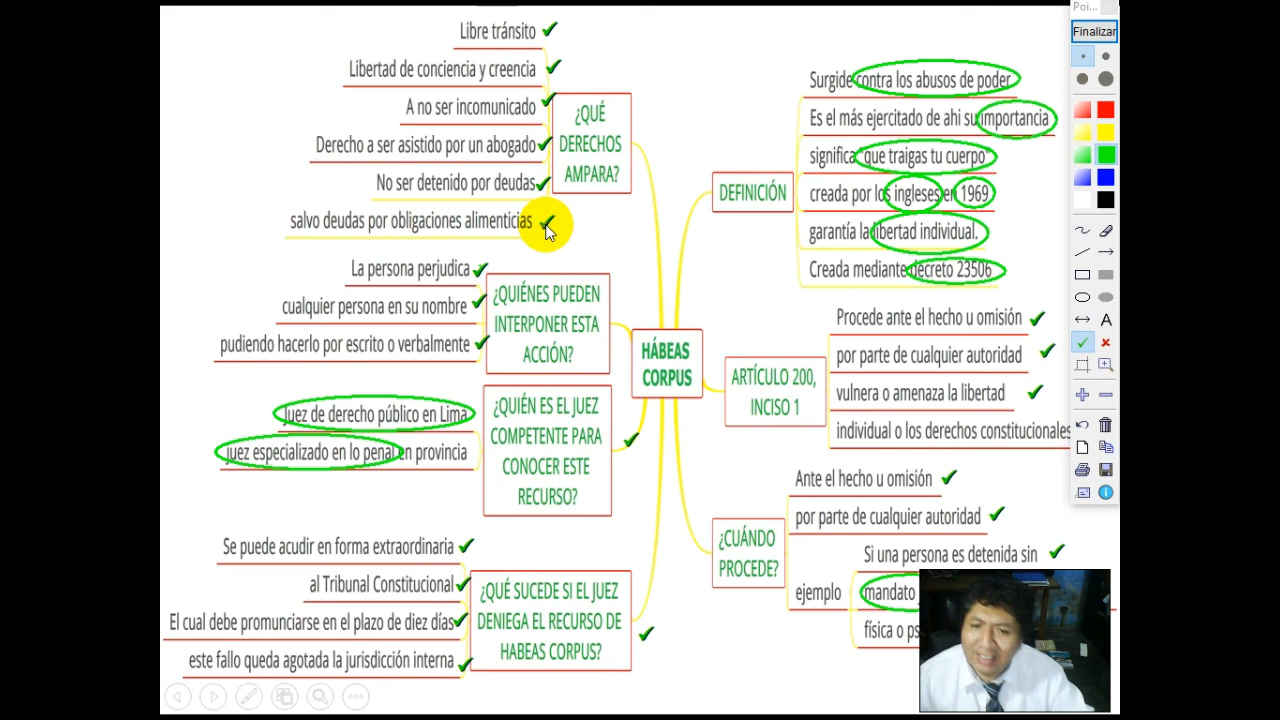 Libre tránsito
Libertad de conciencia y creencia
A no ser incomunicado
Derecho a ser asistido por un abogado
No ser detenido por deudas
salvo deudas por obligaciones alimenticias
¿QUÉ
DERECHOS
AMPARA?
La persona perjudica
cualquier persona en su nombre
pudiendo hacerlo por escrito o verbalmente
¿QUIÉNES PUEDEN
INTERPONER ESTA
ACCIÓN?
juez de derecho público en Lima
juez especializado en lo penal en provincia
¿QUIÉN ES EL JUEZ
COMPETENTE PARA
CONOCER ESTE
RECURSO?
Se puede acudir en forma extraordinaria
al Tribunal Constitucional
El cual debe pronunciarse en el plazo de diez días
este fallo queda agotada la jurisdicción interna
¿QUÉ SUCEDE SI EL JUEZ
DENIEGA EL RECURSO DE
HABEAS CORPUS?
HÁBEAS
CORPUS
DEFINICIÓN
Surgide contra los abusos de poder
Es el más ejercitado de ahi su importancia
significa "que traigas tu cuerpo"
creada por los ingleses en 1969
garantía la libertad individual.
Creada mediante decreto 23506
ARTÍCULO 200,
INCISO 1
Procede ante el hecho u omisión
por parte de cualquier autoridad
vulnera o amenaza la libertad
individual o los derechos constitucionales
¿CUÁNDO
PROCEDE?
Ante el hecho u omisión
por parte de cualquier autoridad
ejemplo
Si una persona es detenida sin
mandato
física o ps
Poi...
Finalizar
A